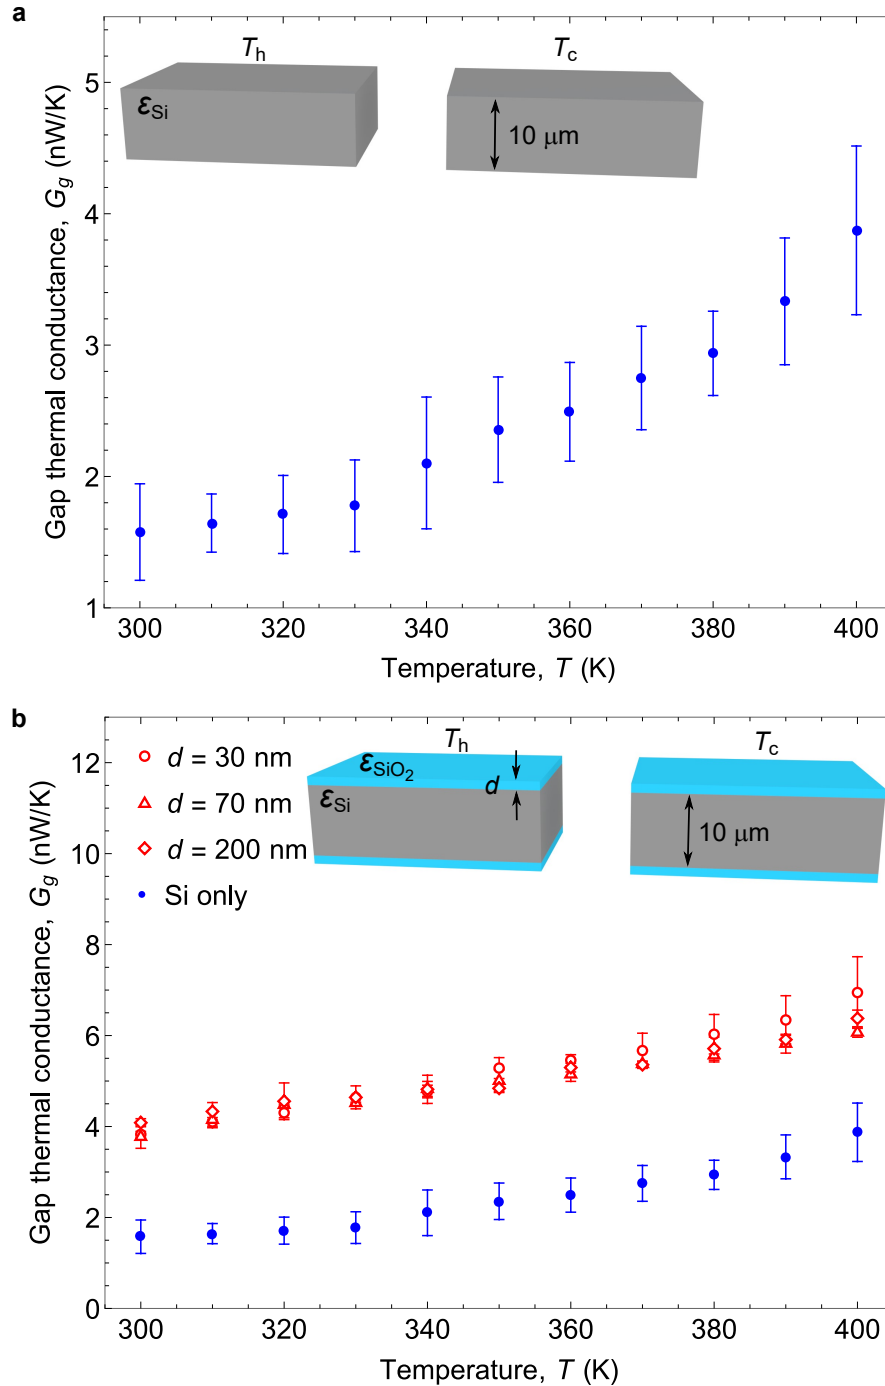 a
T_h
T_c
ε_Si
10 μm
Gap thermal conductance, G_g (nW/K)
5
4
3
2
1
300
320
340
360
380
400
Temperature, T (K)
b
d = 30 nm
d = 70 nm
d = 200 nm
Si only
T_h
T_c
ε_SiO₂
d
ε_Si
10 μm
Gap thermal conductance, G_g (nW/K)
12
10
8
6
4
2
0
300
320
340
360
380
400
Temperature, T (K)